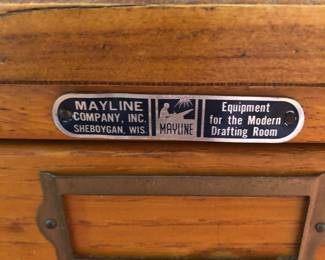 MAYLINE
COMPANY, INC.
SHEBOYGAN, WIS.
MAYLINE
Equipment
for the Modern
Drafting Room